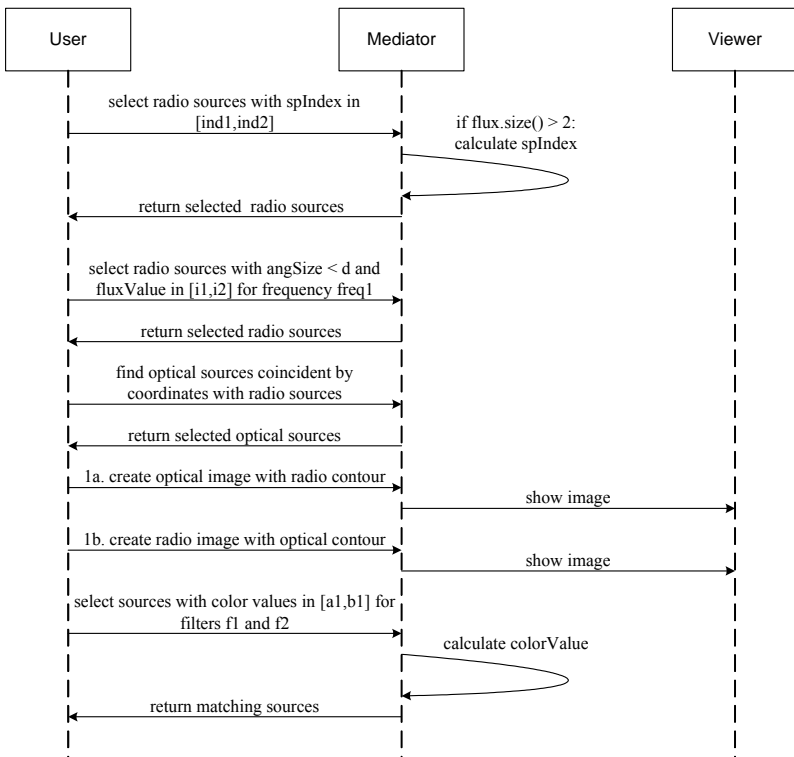 User
Mediator
Viewer
select radio sources with spIndex in
[ind1,ind2]
if flux.size() > 2:
calculate spIndex
return selected radio sources
select radio sources with angSize < d and
fluxValue in [i1,i2] for frequency freq1
return selected radio sources
find optical sources coincident by
coordinates with radio sources
return selected optical sources
1a. create optical image with radio contour
show image
1b. create radio image with optical contour
show image
select sources with color values in [a1,b1] for
filters f1 and f2
calculate colorValue
return matching sources